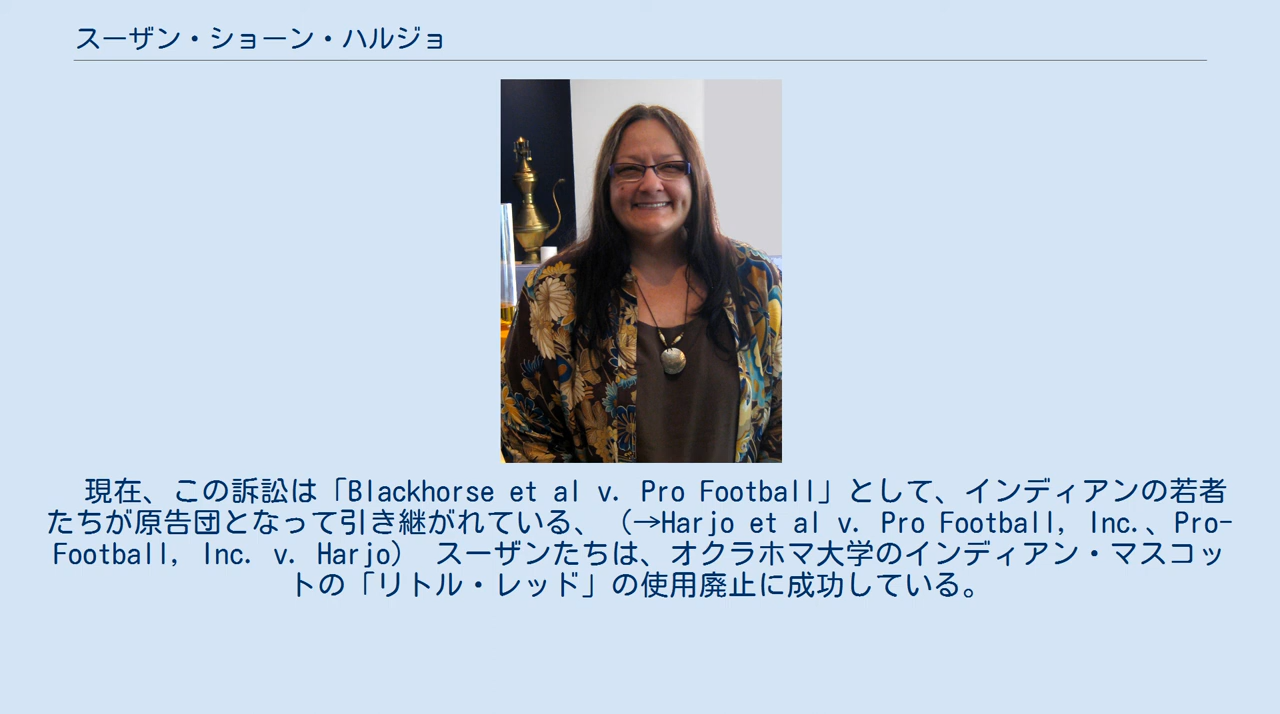 スーザン・ショーン・ハルジョ
現在、この訴訟は「Blackhorse et al v. Pro Football」として、インディアンの若者
たちが原告団となって引き継がれている、（→Harjo et al v. Pro Football, Inc.、Pro-
Football, Inc. v. Harjo） スーザンたちは、オクラホマ大学のインディアン・マスコッ
トの「リトル・レッド」の使用廃止に成功している。